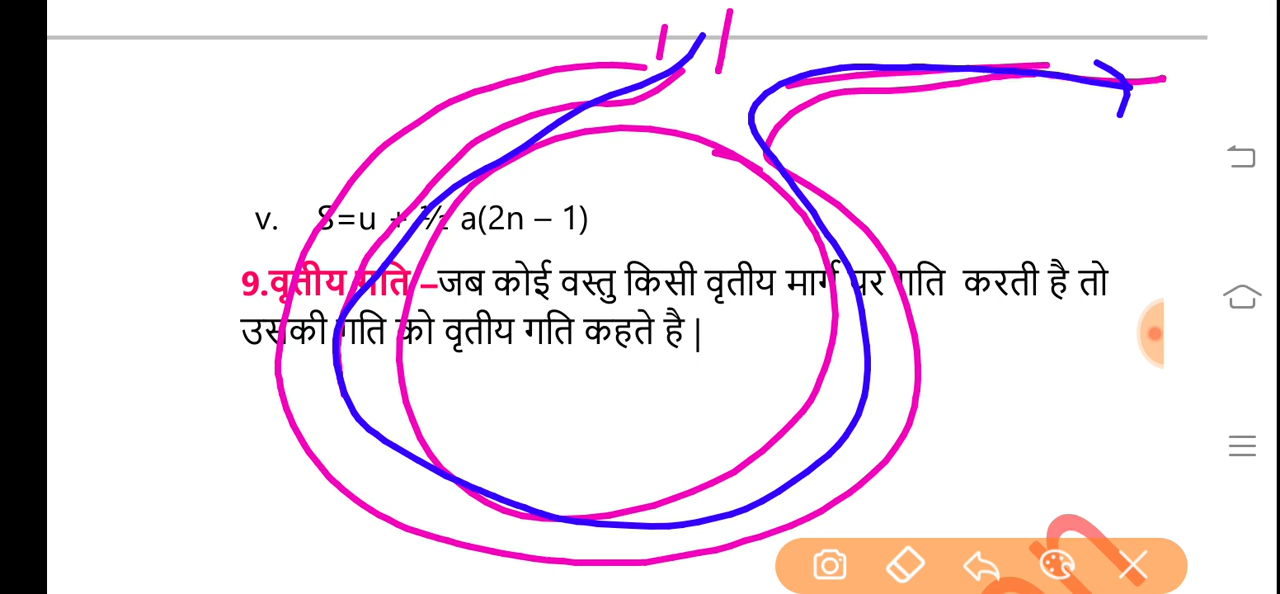 v. S=u + ½ a(2n – 1)
9.वृतीय गति –जब कोई वस्तु किसी वृतीय मार्ग पर गति करती है तो
उसकी गति को वृतीय गति कहते है |